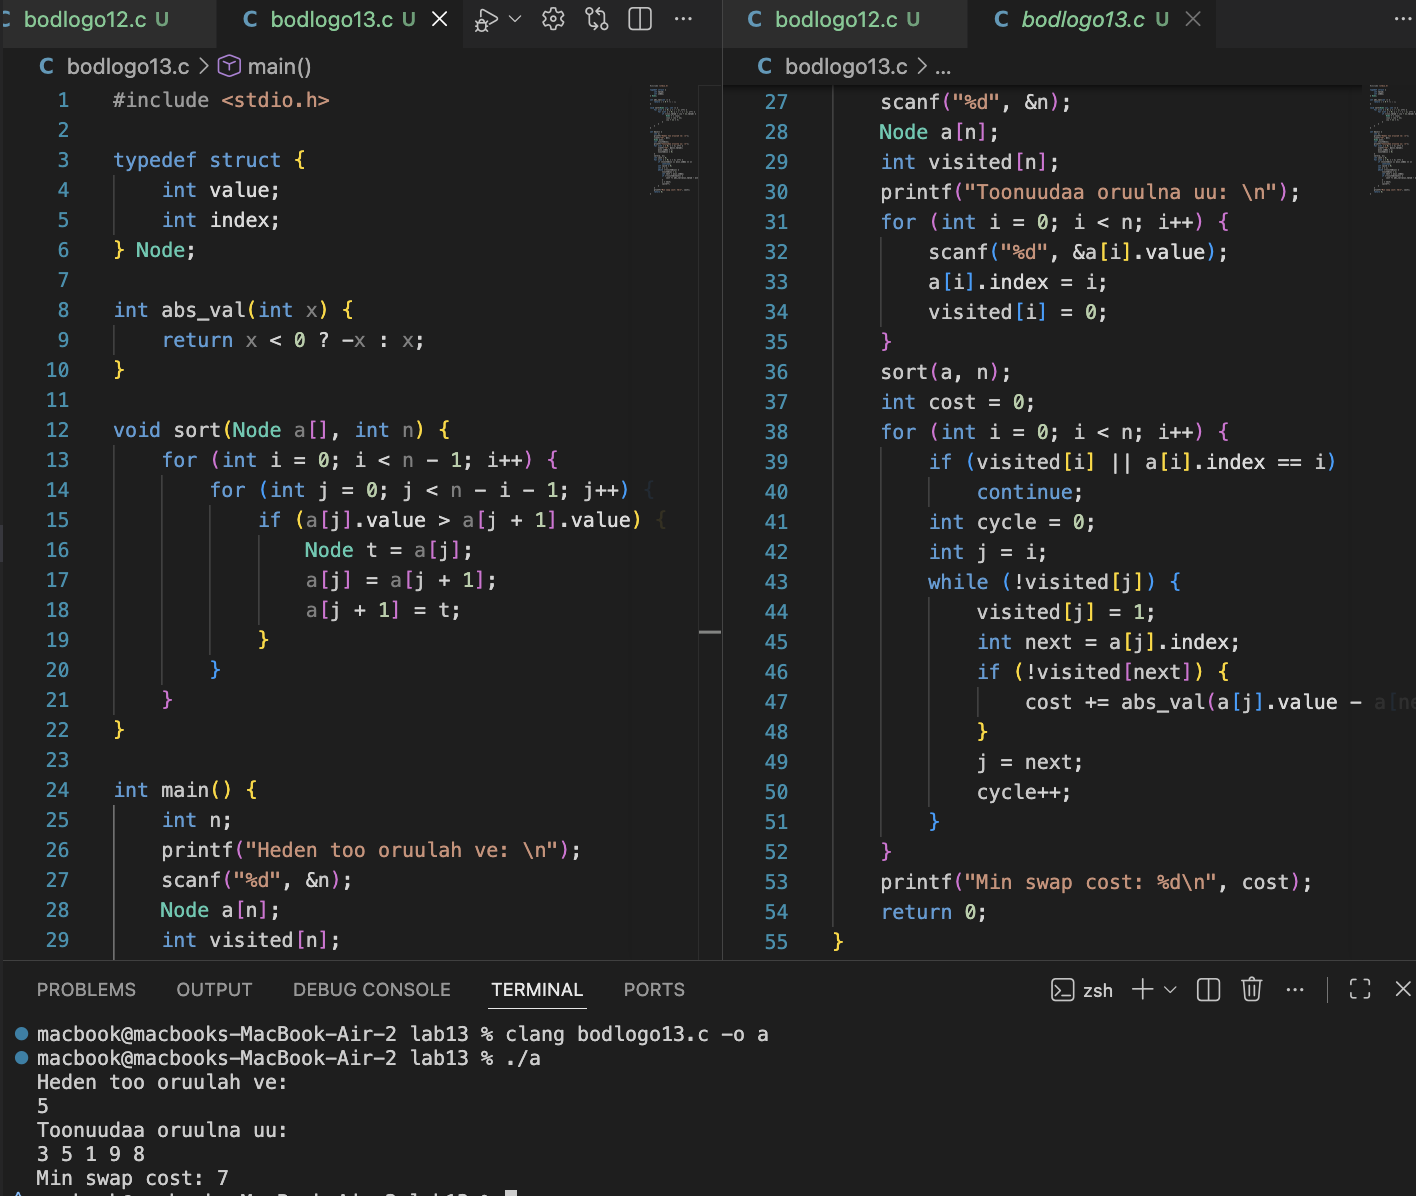 bodlogo12.c U
C bodlogo13.c U
C bodlogo12.c U
C bodlogo13.c U
C bodlogo13.c > main()
1 #include <stdio.h>
2
3 typedef struct {
4 int value;
5 int index;
6 } Node;
7
8 int abs_val(int x) {
9 return x < 0 ? -x : x;
10 }
11
12 void sort(Node a[], int n) {
13 for (int i = 0; i < n - 1; i++) {
14 for (int j = 0; j < n - i - 1; j++) {
15 if (a[j].value > a[j + 1].value) {
16 Node t = a[j];
17 a[j] = a[j + 1];
18 a[j + 1] = t;
19 }
20 }
21 }
22 }
23
24 int main() {
25 int n;
26 printf("Heden too oruulah ve: \n");
27 scanf("%d", &n);
28 Node a[n];
29 int visited[n];
C bodlogo13.c > ...
27 scanf("%d", &n);
28 Node a[n];
29 int visited[n];
30 printf("Toonuudaa oruulna uu: \n");
31 for (int i = 0; i < n; i++) {
32 scanf("%d", &a[i].value);
33 a[i].index = i;
34 visited[i] = 0;
35 }
36 sort(a, n);
37 int cost = 0;
38 for (int i = 0; i < n; i++) {
39 if (visited[i] || a[i].index == i)
40 continue;
41 int cycle = 0;
42 int j = i;
43 while (!visited[j]) {
44 visited[j] = 1;
45 int next = a[j].index;
46 if (!visited[next]) {
47 cost += abs_val(a[j].value - a[ne
48 }
49 j = next;
50 cycle++;
51 }
52 }
53 printf("Min swap cost: %d\n", cost);
54 return 0;
55 }
PROBLEMS OUTPUT DEBUG CONSOLE TERMINAL PORTS zsh
macbook@macbooks-MacBook-Air-2 lab13 % clang bodlogo13.c -o a
macbook@macbooks-MacBook-Air-2 lab13 % ./a
Heden too oruulah ve:
5
Toonuudaa oruulna uu:
3 5 1 9 8
Min swap cost: 7